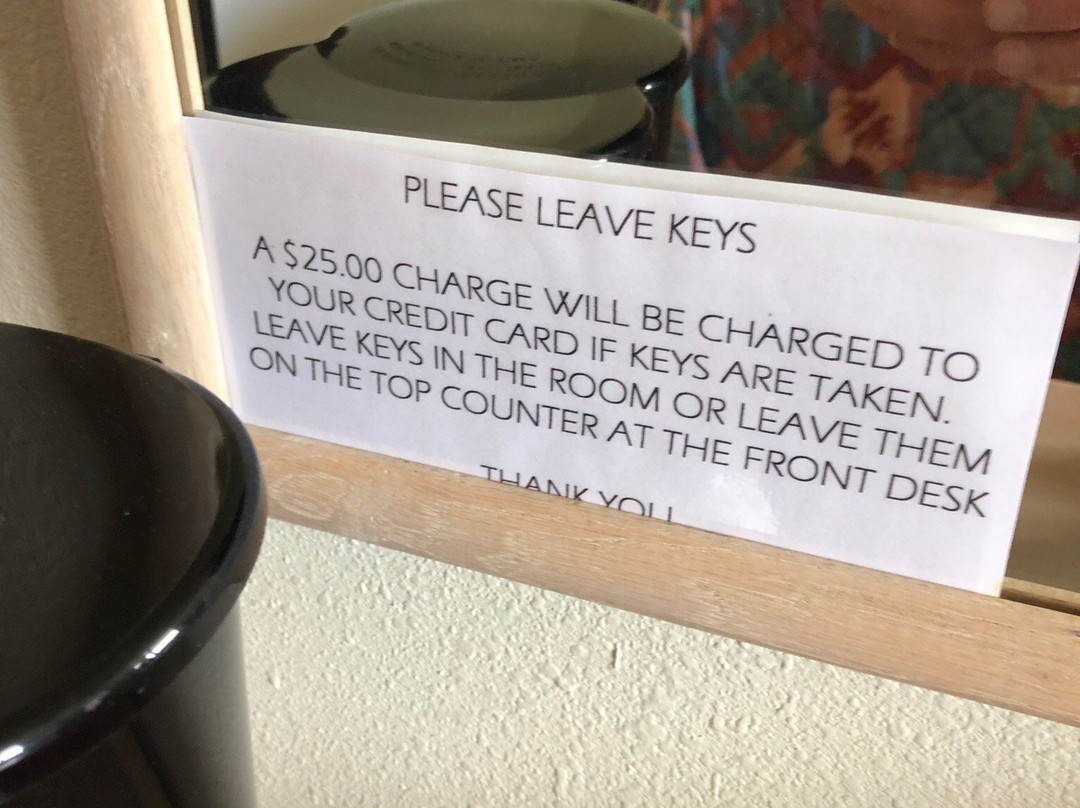 PLEASE LEAVE KEYS
A $25.00 CHARGE WILL BE CHARGED TO
YOUR CREDIT CARD IF KEYS ARE TAKEN.
LEAVE KEYS IN THE ROOM OR LEAVE THEM
ON THE TOP COUNTER AT THE FRONT DESK
THANK YOU